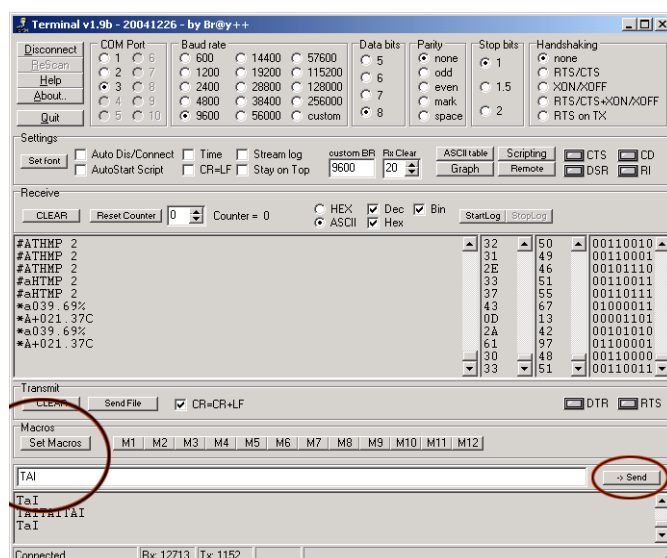 Terminal v1.9b - 20041226 - by Br@y++
Disconnect
ReScan
Help
About..
Quit
COM Port
1 6
2 7
3 8
4 9
5 10
Baud rate
600 14400 57600
1200 19200 115200
2400 28800 128000
4800 38400 256000
9600 56000 custom
Data bits
5
6
7
8
Parity
none
odd
even
mark
space
Stop bits
1
1.5
2
Handshaking
none
RTS/CTS
XON/XOFF
RTS/CTS+XON/XOFF
RTS on TX
Settings
Set font
Auto Dis/Connect Time Stream log
AutoStart Script CR=LF Stay on Top
custom BR Rx Clear
9600 20
ASCII table Scripting
Graph Remote
CTS CD
DSR RI
Receive
CLEAR Reset Counter 0 Counter = 0
HEX Dec Bin
ASCII Hex
StartLog StopLog
#ATHMP 2
#ATHMP 2
#ATHMP 2
#aHTMP 2
#aHTMP 2
*a039.69%
*A+021.37C
*a039.69%
*A+021.37C
32 50 00110010
31 49 00110001
2E 46 00101110
33 51 00110011
37 55 00110111
43 67 01000011
0D 13 00001101
2A 42 00101010
61 97 01100001
30 48 00110000
33 51 00110011
Transmit
CLEAR Send File CR=CR+LF DTR RTS
Macros
Set Macros M1 M2 M3 M4 M5 M6 M7 M8 M9 M10 M11 M12
TAI -> Send
TaI
TAITAITAI
TaI
Connected Rx: 12713 Tx: 1152